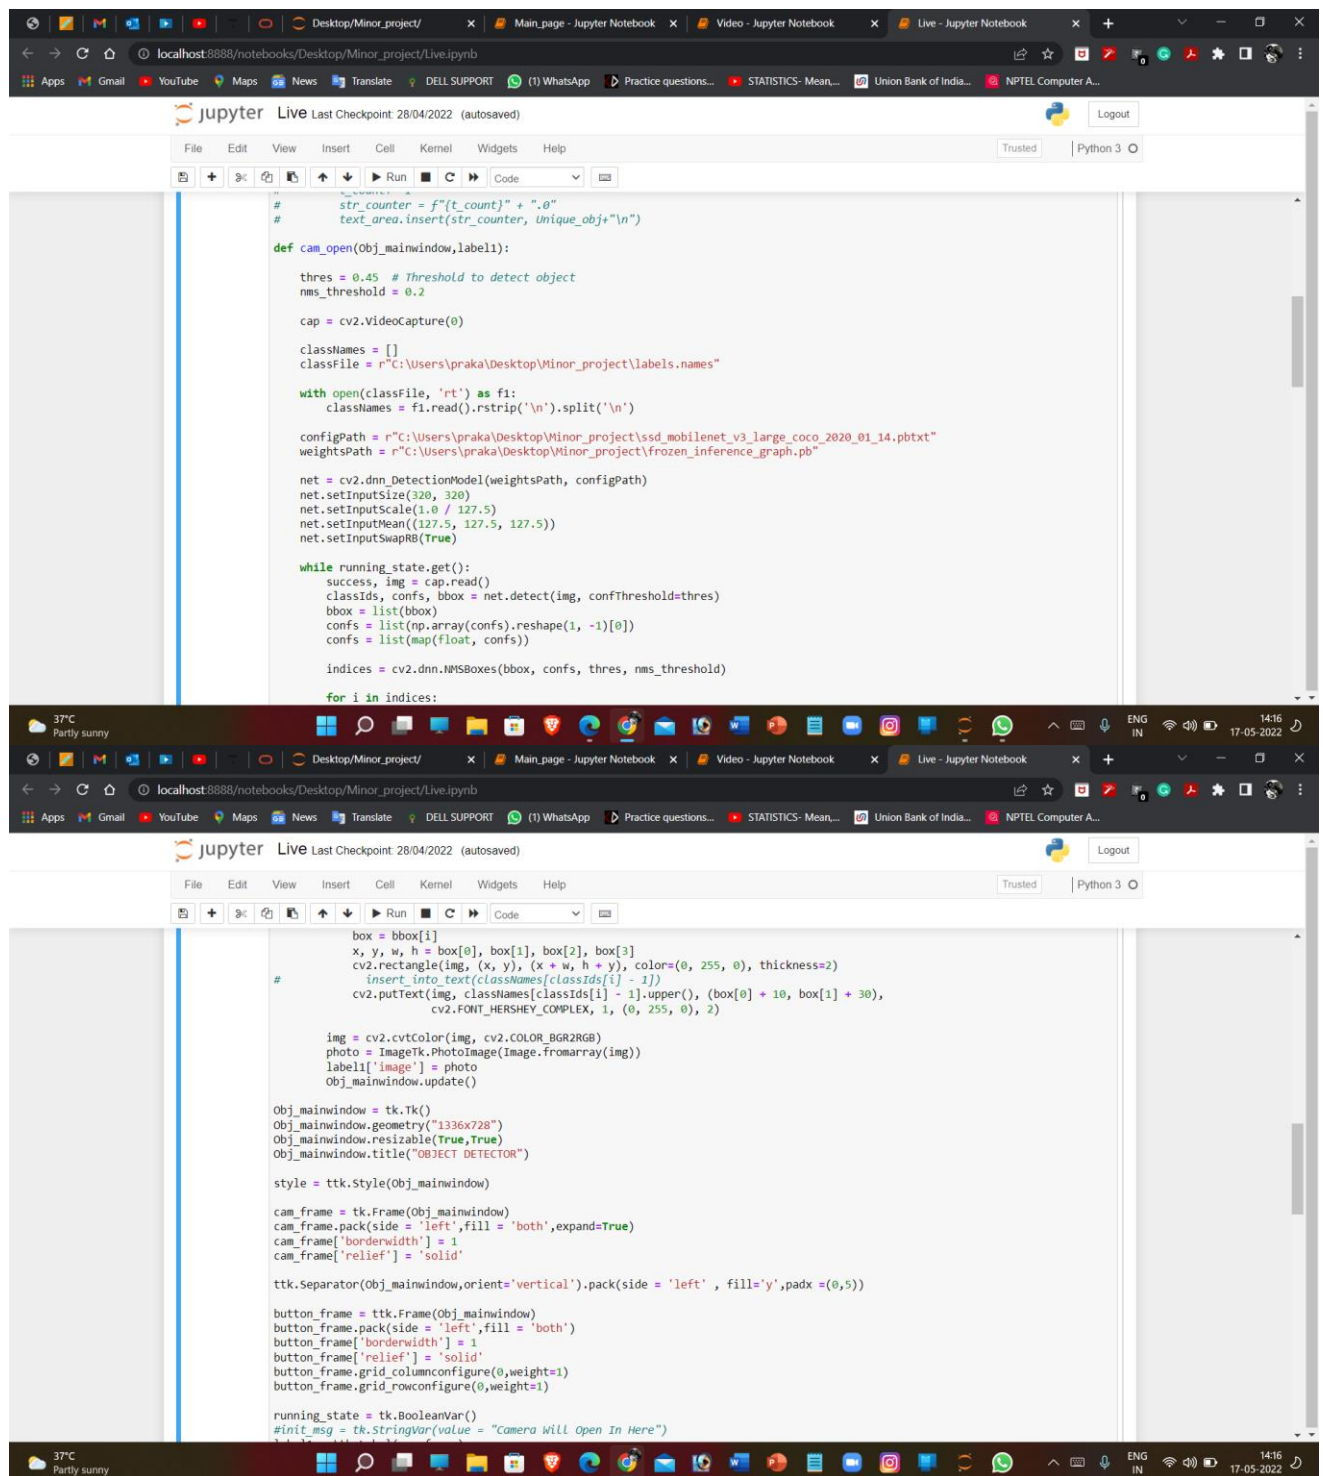 Desktop/Minor_project/ × Main_page - Jupyter Notebook × Video - Jupyter Notebook × Live - Jupyter Notebook × +
localhost:8888/notebooks/Desktop/Minor_project/Live.ipynb
Apps Gmail YouTube Maps News Translate DELL SUPPORT (1) WhatsApp Practice questions... STATISTICS- Mean,... Union Bank of India... NPTEL Computer A...
jupyter Live Last Checkpoint: 28/04/2022 (autosaved) Logout
File Edit View Insert Cell Kernel Widgets Help Trusted Python 3
Run Code
# str_counter = f"{t_count}" + ".0"
# text_area.insert(str_counter, Unique_obj+"\n")
def cam_open(Obj_mainwindow,label1):
thres = 0.45 # Threshold to detect object
nms_threshold = 0.2
cap = cv2.VideoCapture(0)
classNames = []
classFile = r"C:\Users\praka\Desktop\Minor_project\labels.names"
with open(classFile, 'rt') as f1:
classNames = f1.read().rstrip('\n').split('\n')
configPath = r"C:\Users\praka\Desktop\Minor_project\ssd_mobilenet_v3_large_coco_2020_01_14.pbtxt"
weightsPath = r"C:\Users\praka\Desktop\Minor_project\frozen_inference_graph.pb"
net = cv2.dnn_DetectionModel(weightsPath, configPath)
net.setInputSize(320, 320)
net.setInputScale(1.0 / 127.5)
net.setInputMean((127.5, 127.5, 127.5))
net.setInputSwapRB(True)
while running_state.get():
success, img = cap.read()
classIds, confs, bbox = net.detect(img, confThreshold=thres)
bbox = list(bbox)
confs = list(np.array(confs).reshape(1, -1)[0])
confs = list(map(float, confs))
indices = cv2.dnn.NMSBoxes(bbox, confs, thres, nms_threshold)
for i in indices:
37°C
Partly sunny
ENG
IN
14:16
17-05-2022
Desktop/Minor_project/ × Main_page - Jupyter Notebook × Video - Jupyter Notebook × Live - Jupyter Notebook × +
localhost:8888/notebooks/Desktop/Minor_project/Live.ipynb
Apps Gmail YouTube Maps News Translate DELL SUPPORT (1) WhatsApp Practice questions... STATISTICS- Mean,... Union Bank of India... NPTEL Computer A...
jupyter Live Last Checkpoint: 28/04/2022 (autosaved) Logout
File Edit View Insert Cell Kernel Widgets Help Trusted Python 3
Run Code
box = bbox[i]
x, y, w, h = box[0], box[1], box[2], box[3]
cv2.rectangle(img, (x, y), (x + w, h + y), color=(0, 255, 0), thickness=2)
# insert_into_text(classNames[classIds[i] - 1])
cv2.putText(img, classNames[classIds[i] - 1].upper(), (box[0] + 10, box[1] + 30),
cv2.FONT_HERSHEY_COMPLEX, 1, (0, 255, 0), 2)
img = cv2.cvtColor(img, cv2.COLOR_BGR2RGB)
photo = ImageTk.PhotoImage(Image.fromarray(img))
label1['image'] = photo
Obj_mainwindow.update()
Obj_mainwindow = tk.Tk()
Obj_mainwindow.geometry("1336x728")
Obj_mainwindow.resizable(True,True)
Obj_mainwindow.title("OBJECT DETECTOR")
style = ttk.Style(Obj_mainwindow)
cam_frame = tk.Frame(Obj_mainwindow)
cam_frame.pack(side = 'left',fill = 'both',expand=True)
cam_frame['borderwidth'] = 1
cam_frame['relief'] = 'solid'
ttk.Separator(Obj_mainwindow,orient='vertical').pack(side = 'left' , fill='y',padx =(0,5))
button_frame = ttk.Frame(Obj_mainwindow)
button_frame.pack(side = 'left',fill = 'both')
button_frame['borderwidth'] = 1
button_frame['relief'] = 'solid'
button_frame.grid_columnconfigure(0,weight=1)
button_frame.grid_rowconfigure(0,weight=1)
running_state = tk.BooleanVar()
#init_msg = tk.StringVar(value = "Camera Will Open In Here")
37°C
Partly sunny
ENG
IN
14:16
17-05-2022